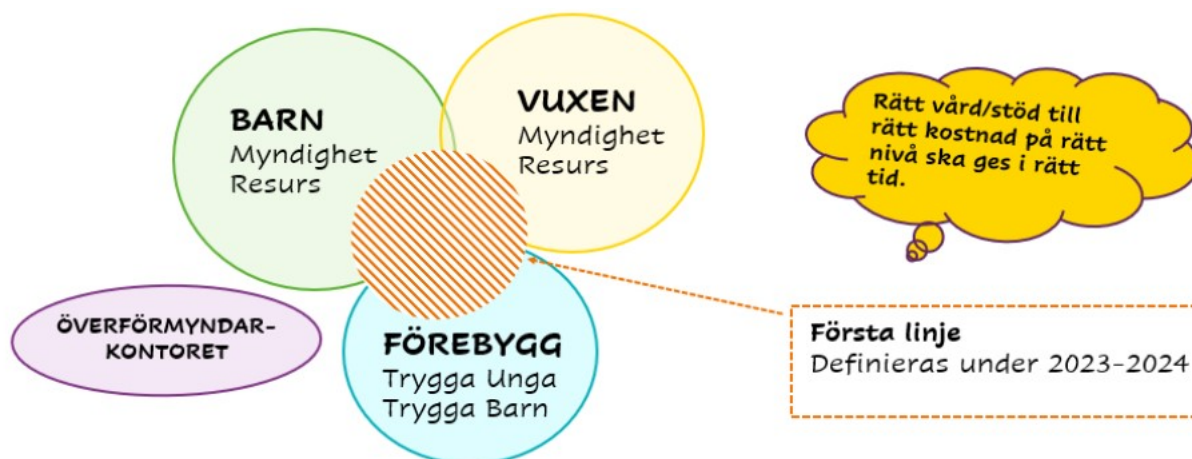 BARN
Myndighet
Resurs
VUXEN
Myndighet
Resurs
Rätt vård/stöd till
rätt kostnad på rätt
nivå ska ges i rätt
tid.
ÖVERFÖRMYNDAR-
KONTORET
FÖREBYGG
Trygga Unga
Trygga Barn
Första linje
Definieras under 2023-2024